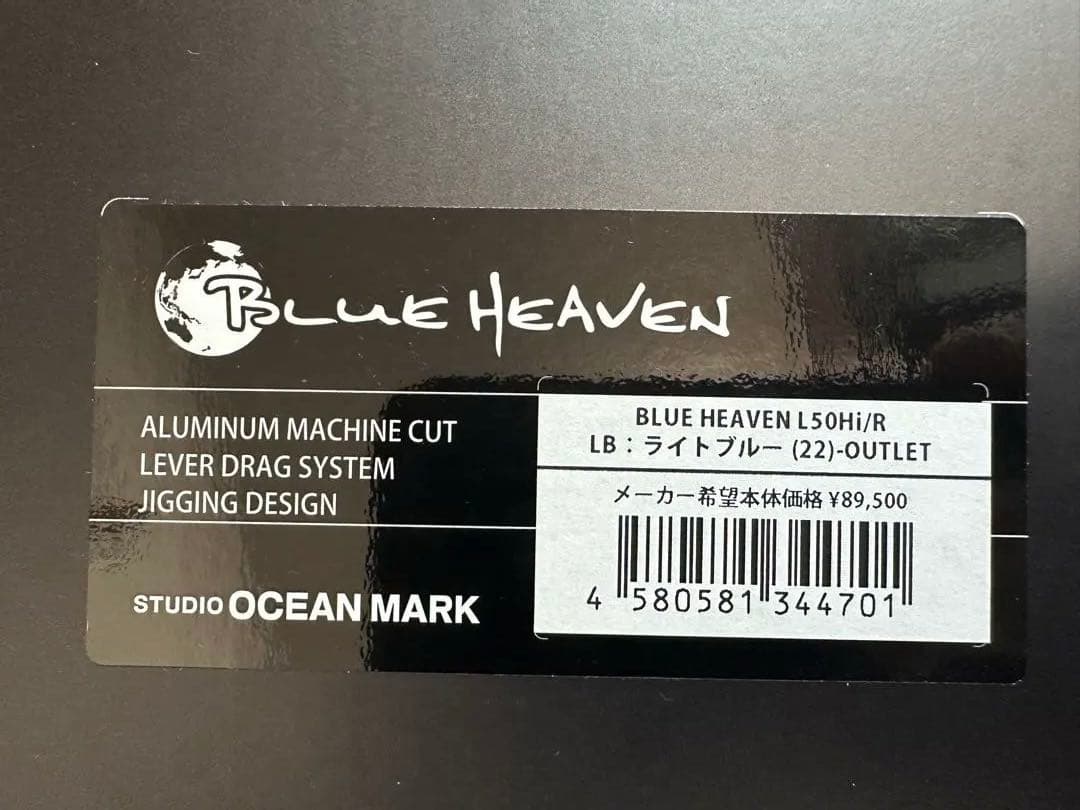 BLUE HEAVEN
ALUMINUM MACHINE CUT
LEVER DRAG SYSTEM
JIGGING DESIGN
STUDIO OCEAN MARK
BLUE HEAVEN L50Hi/R
LB：ライトブルー (22)-OUTLET
メーカー希望本体価格 ¥89,500
4 580581 344701